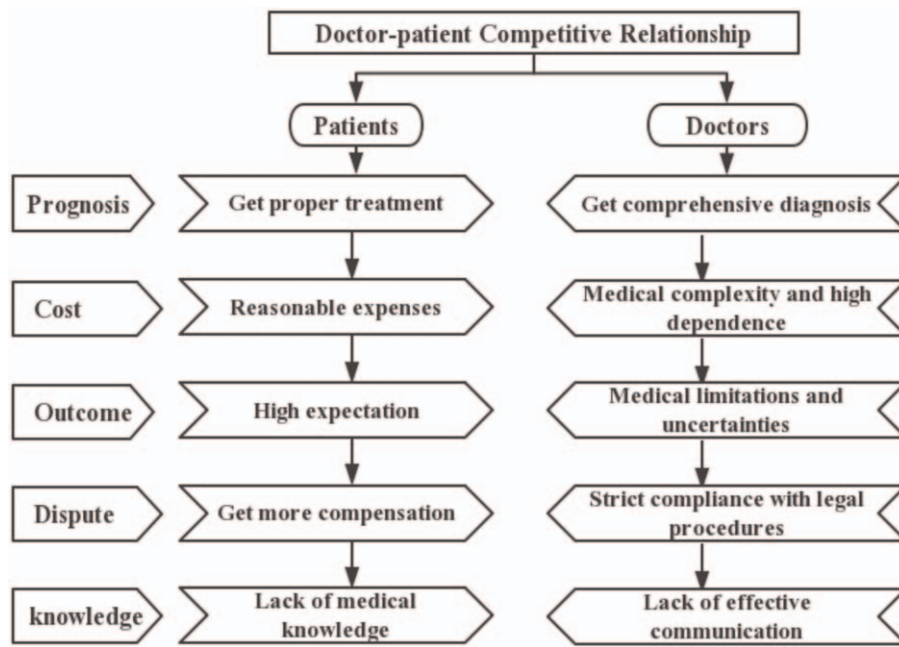 Doctor-patient Competitive Relationship
Patients
Doctors
Prognosis
Get proper treatment
Get comprehensive diagnosis
Cost
Reasonable expenses
Medical complexity and high
dependence
Outcome
High expectation
Medical limitations and
uncertainties
Dispute
Get more compensation
Strict compliance with legal
procedures
knowledge
Lack of medical
knowledge
Lack of effective
communication